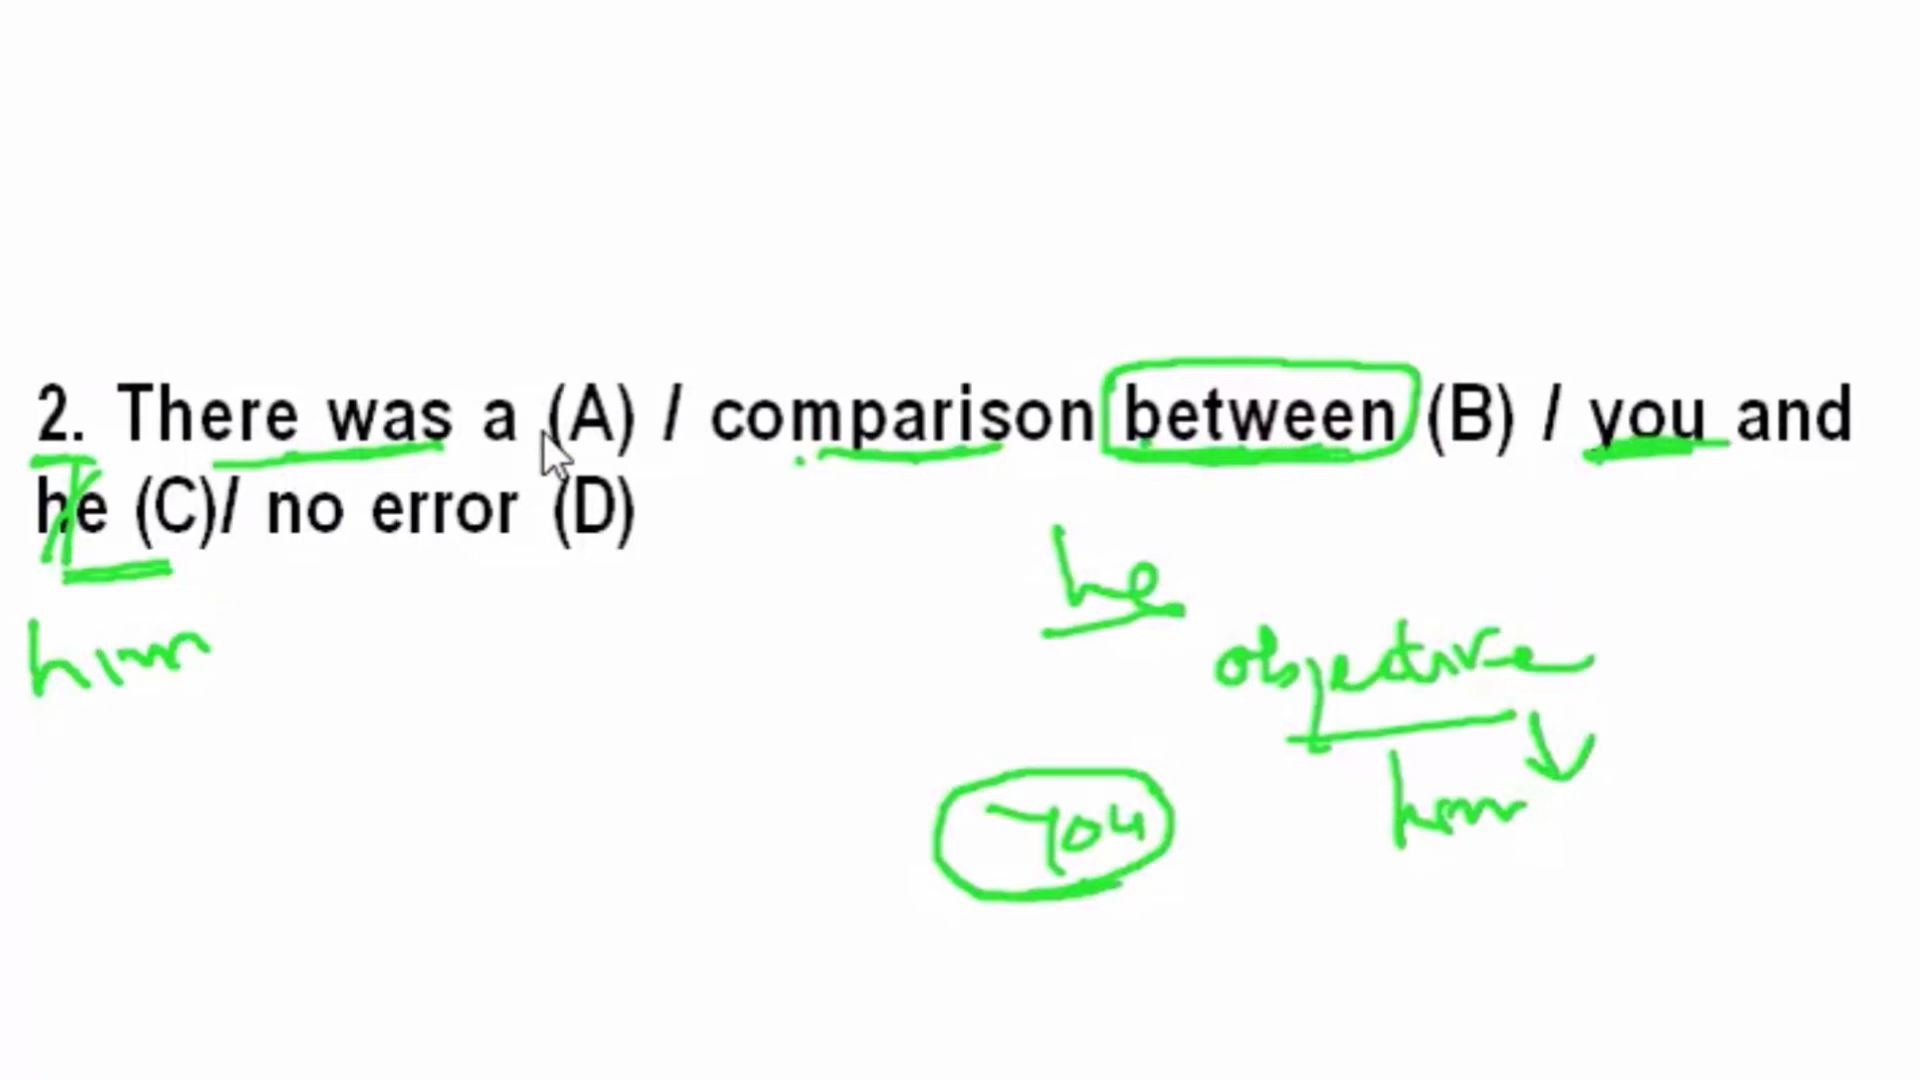 2. There was a (A) / comparison between (B) / you and
he (C)/ no error (D)
he
him
objective
him
you